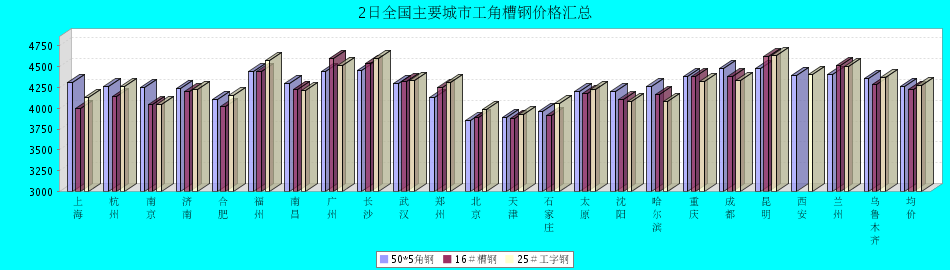 2日全国主要城市工角槽钢价格汇总
4750
4500
4250
4000
3750
3500
3250
3000
上海 杭州 南京 济南 合肥 福州 南昌 广州 长沙 武汉 郑州 北京 天津 石家庄 太原 沈阳 哈尔滨 重庆 成都 昆明 西安 兰州 乌鲁木齐 均价
50*5角钢 16#槽钢 25#工字钢